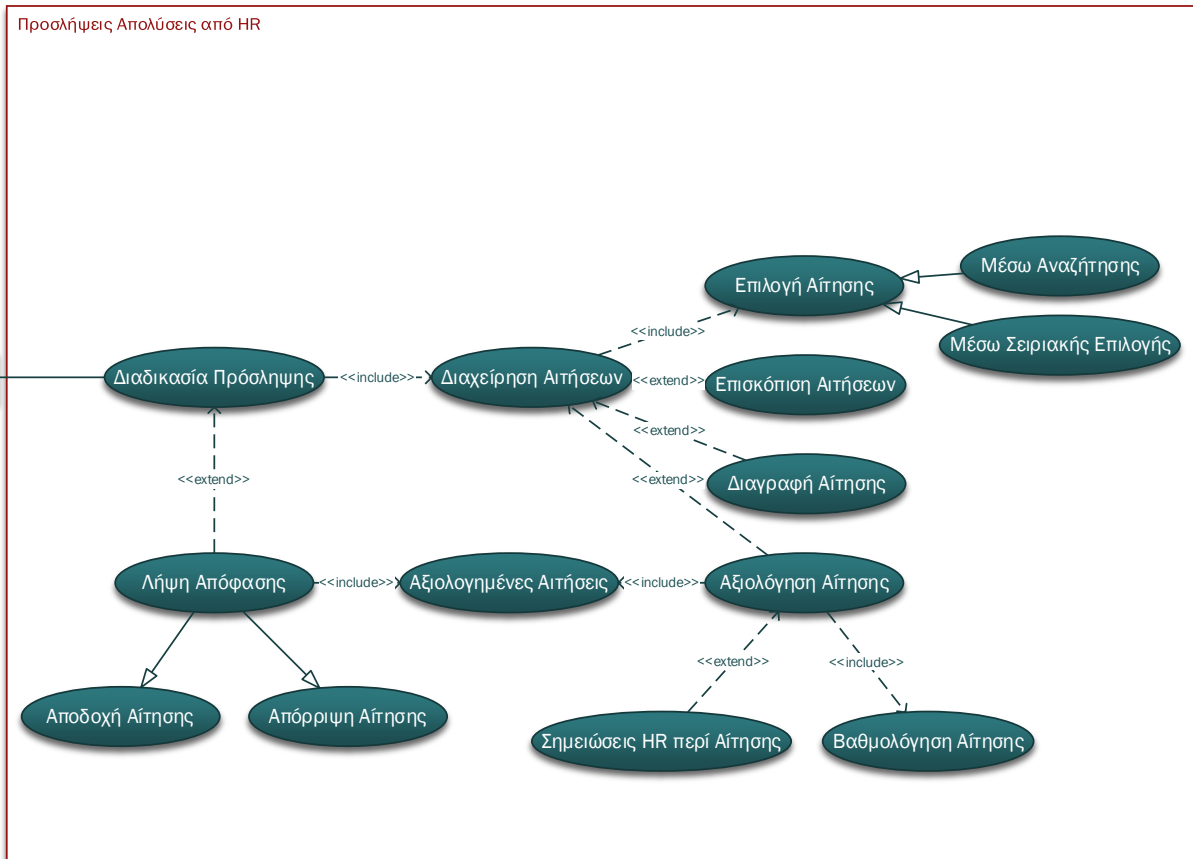 Προσλήψεις Απολύσεις από HR
Μέσω Αναζήτησης
Επιλογή Αίτησης
<<include>>
Μέσω Σειριακής Επιλογής
Διαδικασία Πρόσληψης
<<include>>
Διαχείρηση Αιτήσεων
<<extend>>
Επισκόπιση Αιτήσεων
<<extend>>
<<extend>>
<<extend>>
Διαγραφή Αίτησης
Λήψη Απόφασης
<<include>>
Αξιολογημένες Αιτήσεις
<<include>>
Αξιολόγηση Αίτησης
<<extend>>
<<include>>
Αποδοχή Αίτησης
Απόρριψη Αίτησης
Σημειώσεις HR περί Αίτησης
Βαθμολόγηση Αίτησης